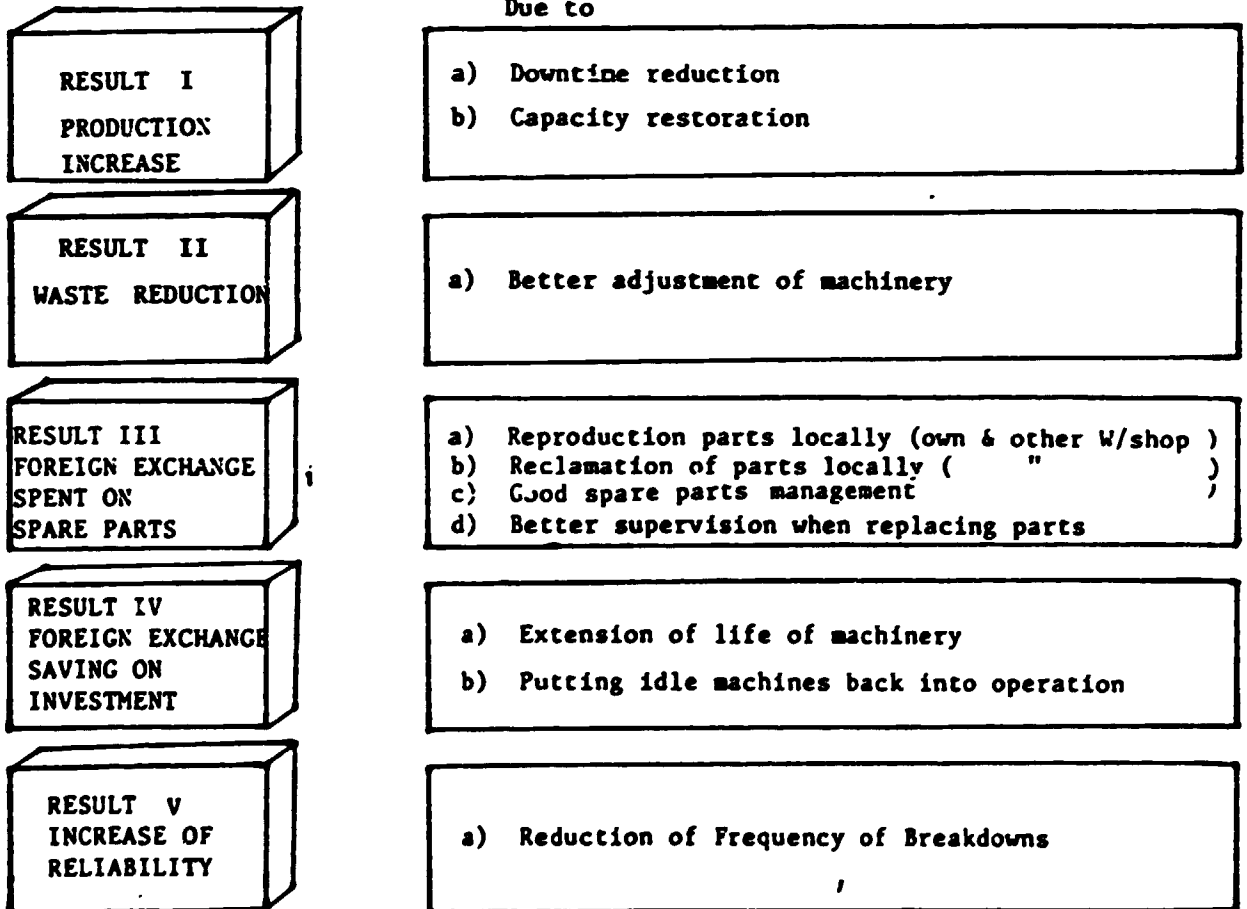 Due to
RESULT I
PRODUCTION
INCREASE
a) Downtime reduction
b) Capacity restoration
RESULT II
WASTE REDUCTION
a) Better adjustment of machinery
RESULT III
FOREIGN EXCHANGE
SPENT ON
SPARE PARTS
a) Reproduction parts locally (own & other W/shop )
b) Reclamation of parts locally ( " )
c) Good spare parts management
d) Better supervision when replacing parts
RESULT IV
FOREIGN EXCHANGE
SAVING ON
INVESTMENT
a) Extension of life of machinery
b) Putting idle machines back into operation
RESULT V
INCREASE OF
RELIABILITY
a) Reduction of Frequency of Breakdowns